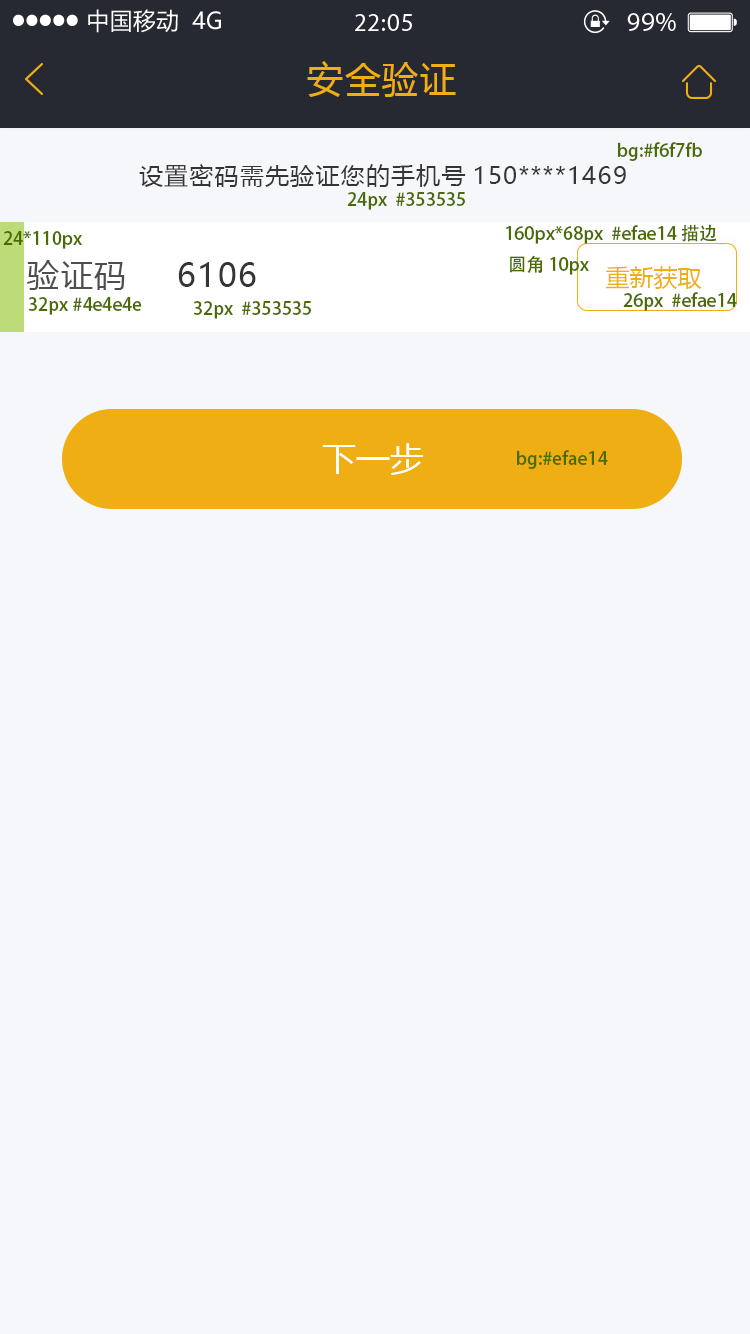 中国移动 4G 22:05 99%
安全验证
bg:#f6f7fb
设置密码需先验证您的手机号 150****1469
24px #353535
24*110px
160px*68px #efae14 描边
验证码 6106
圆角 10px
重新获取
32px #4e4e4e
32px #353535
26px #efae14
下一步
bg:#efae14